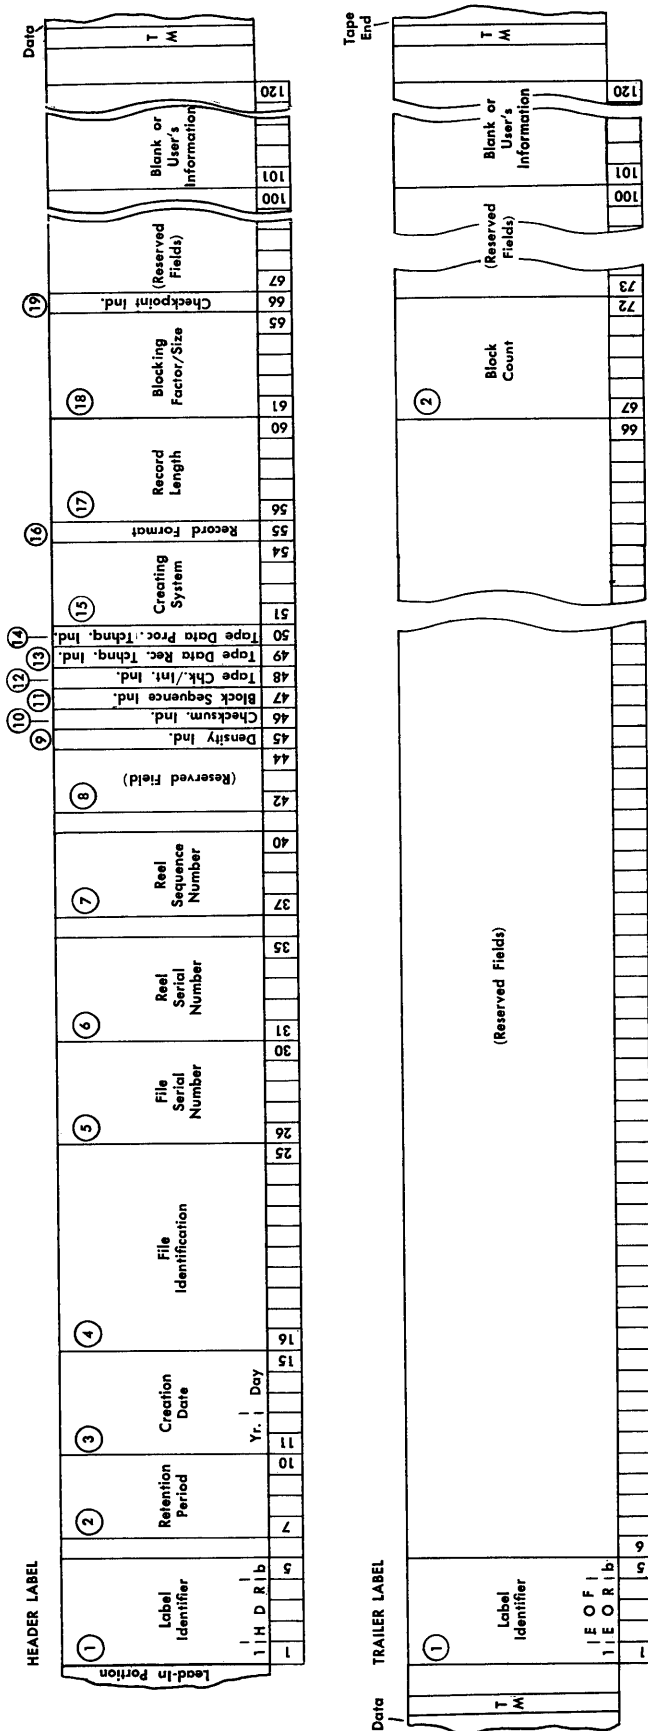 HEADER LABEL
Lead-In Portion
1
Label
Identifier
1 H D R b
1
5
2
Retention
Period
7
10
3
Creation
Date
Yr. Day
11
15
4
File
Identification
16
25
5
File
Serial
Number
26
30
6
Reel
Serial
Number
31
35
7
Reel
Sequence
Number
37
40
8
(Reserved Field)
42
44
9
Density Ind.
45
10
Checksum. Ind.
46
11
Block Sequence Ind.
47
12
Tape Chk./Int. Ind.
48
13
Tape Data Rec. Tchnq. Ind.
49
14
Tape Data Proc. Tchnq. Ind.
50
15
Creating
System
51
54
16
Record Format
55
17
Record
Length
56
60
18
Blocking
Factor/Size
61
65
19
Checkpoint Ind.
66
(Reserved
Fields)
67
100
Blank or
User's
Information
101
120
T
M
Data
TRAILER LABEL
Data
T
M
1
Label
Identifier
1 E O F
1 E O R b
1
5
6
(Reserved Fields)
66
2
Block
Count
67
72
73
(Reserved
Fields)
100
Blank or
User's
Information
101
120
T
M
Tape
End